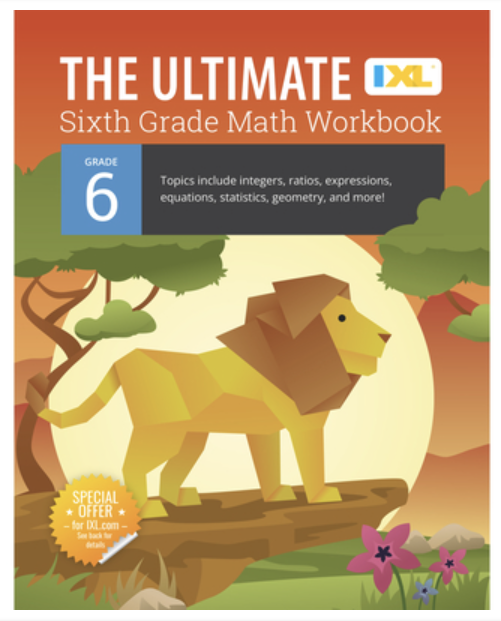 THE ULTIMATE IXL
Sixth Grade Math Workbook
GRADE
6
Topics include integers, ratios, expressions,
equations, statistics, geometry, and more!
SPECIAL
OFFER
for IXL.com
See back for
details